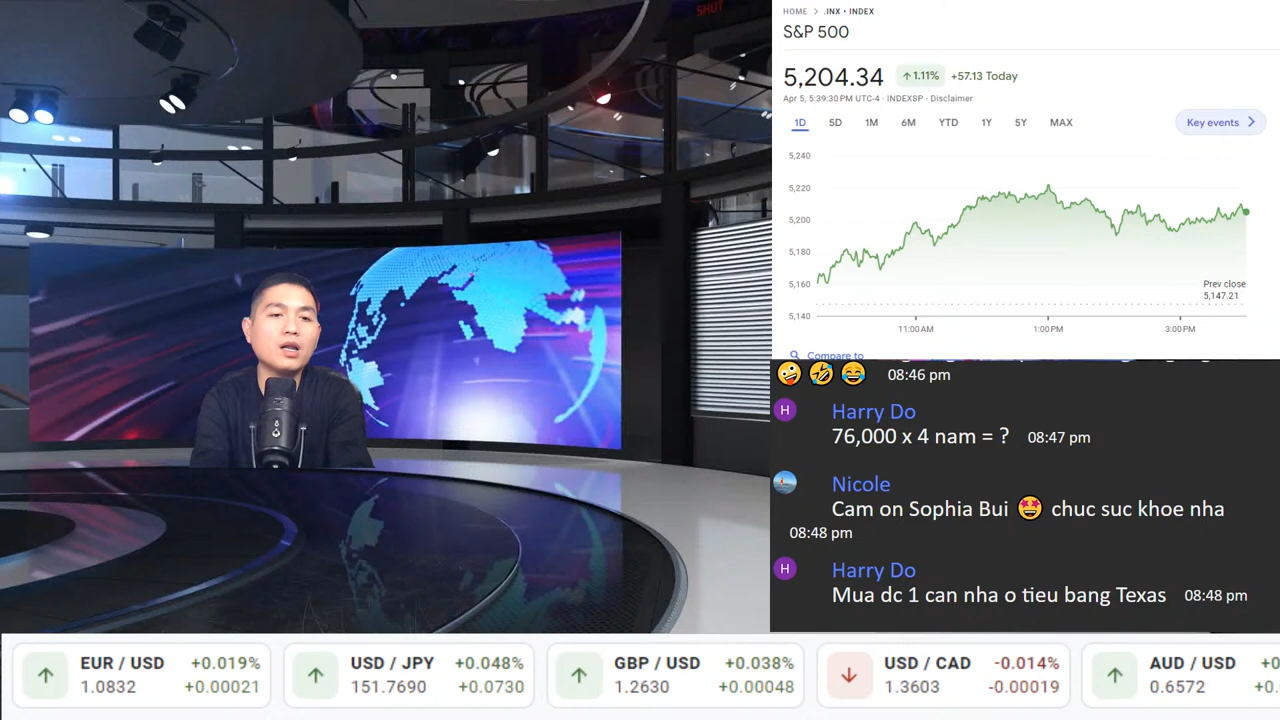 SHUT
HOME > .INX • INDEX
S&P 500
5,204.34 ↑ 1.11% +57.13 Today
Apr 5, 5:39:30 PM UTC-4 · INDEXSP · Disclaimer
1D 5D 1M 6M YTD 1Y 5Y MAX
Key events >
5,240
5,220
5,200
5,180
5,160
5,140
Prev close
5,147.21
11:00 AM 1:00 PM 3:00 PM
Compare to
🤪 🤣 😂 08:46 pm
H Harry Do
76,000 x 4 nam = ? 08:47 pm
Nicole
Cam on Sophia Bui 🤩 chuc suc khoe nha
08:48 pm
H Harry Do
Mua dc 1 can nha o tieu bang Texas 08:48 pm
EUR / USD +0.019%
1.0832 +0.00021
USD / JPY +0.048%
151.7690 +0.0730
GBP / USD +0.038%
1.2630 +0.00048
USD / CAD -0.014%
1.3603 -0.00019
AUD / USD
0.6572